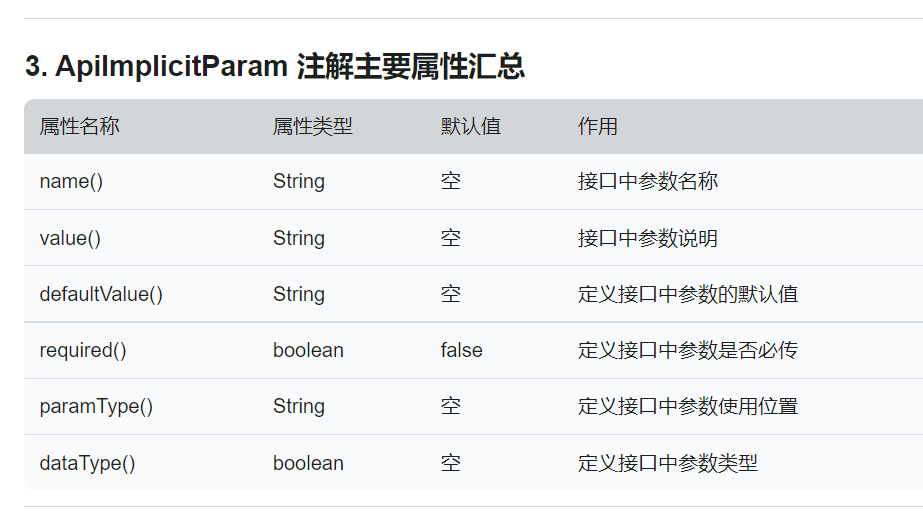 3. ApiImplicitParam 注解主要属性汇总
属性名称 属性类型 默认值 作用
name() String 空 接口中参数名称
value() String 空 接口中参数说明
defaultValue() String 空 定义接口中参数的默认值
required() boolean false 定义接口中参数是否必传
paramType() String 空 定义接口中参数使用位置
dataType() boolean 空 定义接口中参数类型